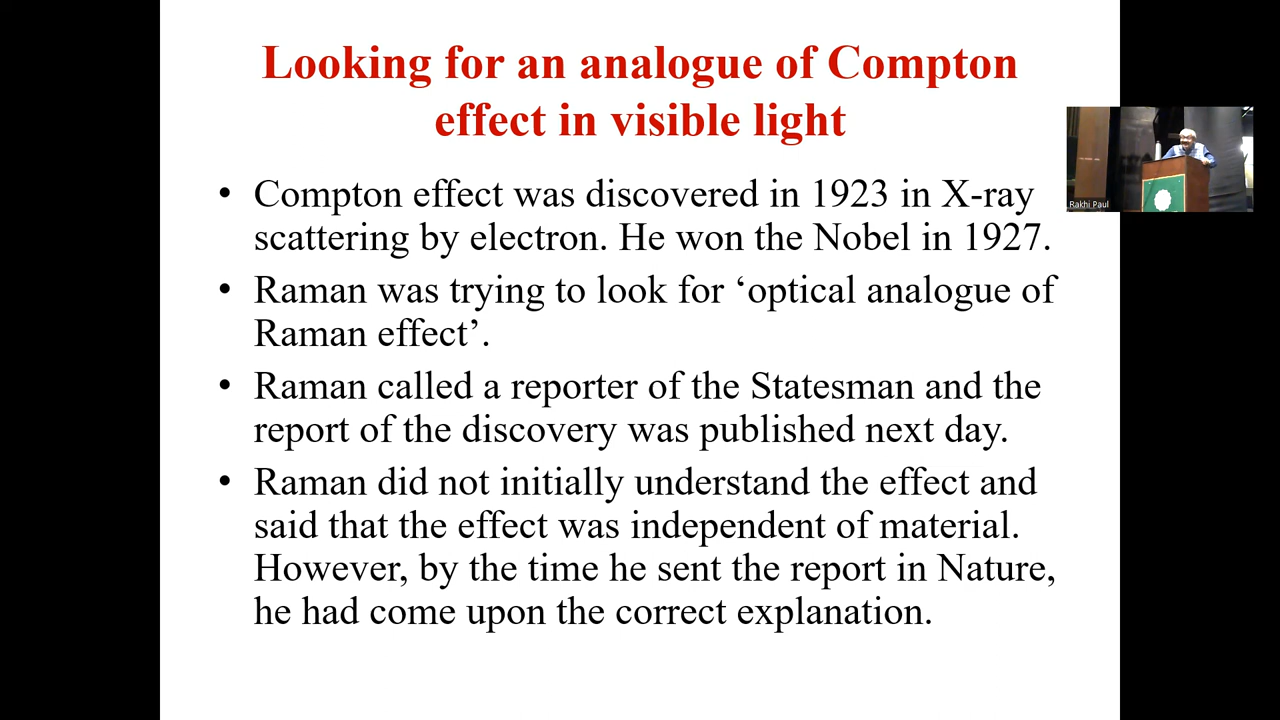 Looking for an analogue of Compton
effect in visible light
• Compton effect was discovered in 1923 in X-ray
scattering by electron. He won the Nobel in 1927.
• Raman was trying to look for ‘optical analogue of
Raman effect’.
• Raman called a reporter of the Statesman and the
report of the discovery was published next day.
• Raman did not initially understand the effect and
said that the effect was independent of material.
However, by the time he sent the report in Nature,
he had come upon the correct explanation.
Rakhi Paul